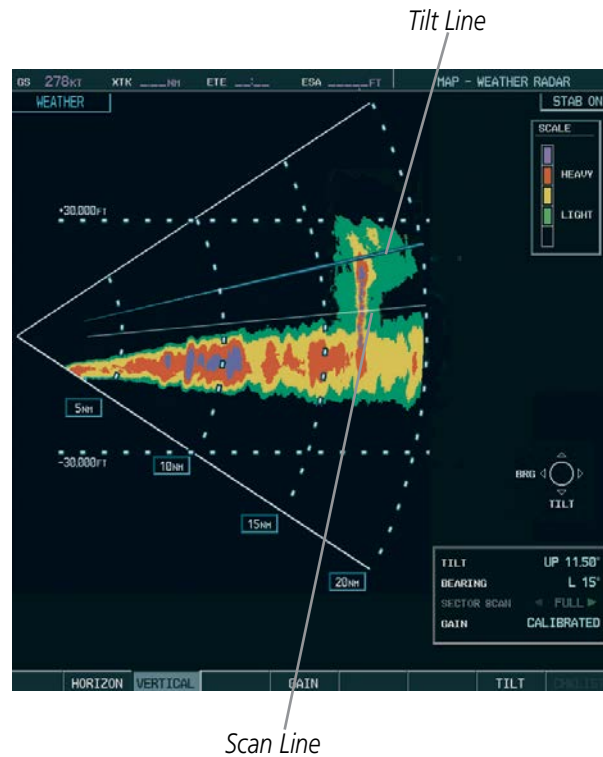 Tilt Line
GS 278KT XTK ___NM ETE __:__ ESA _____FT MAP - WEATHER RADAR
WEATHER STAB ON
SCALE
HEAVY
LIGHT
+30,000FT
5NM
-30,000FT
10NM
BRG
TILT
15NM
20NM
TILT UP 11.50°
BEARING L 15°
SECTOR SCAN ◄ FULL ►
GAIN CALIBRATED
HORIZON VERTICAL GAIN TILT CHKLIST
Scan Line